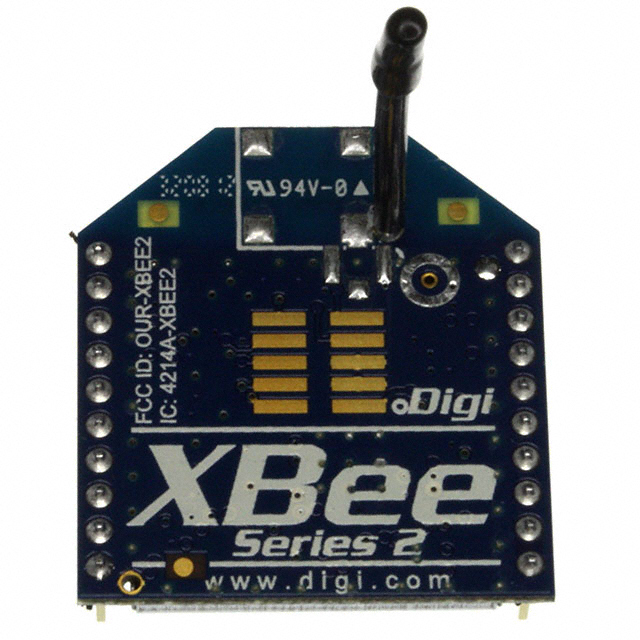 94V-0
FCC ID: OUR-XBEE2
IC: 4214A-XBEE2
Digi
XBee
Series 2
www.digi.com